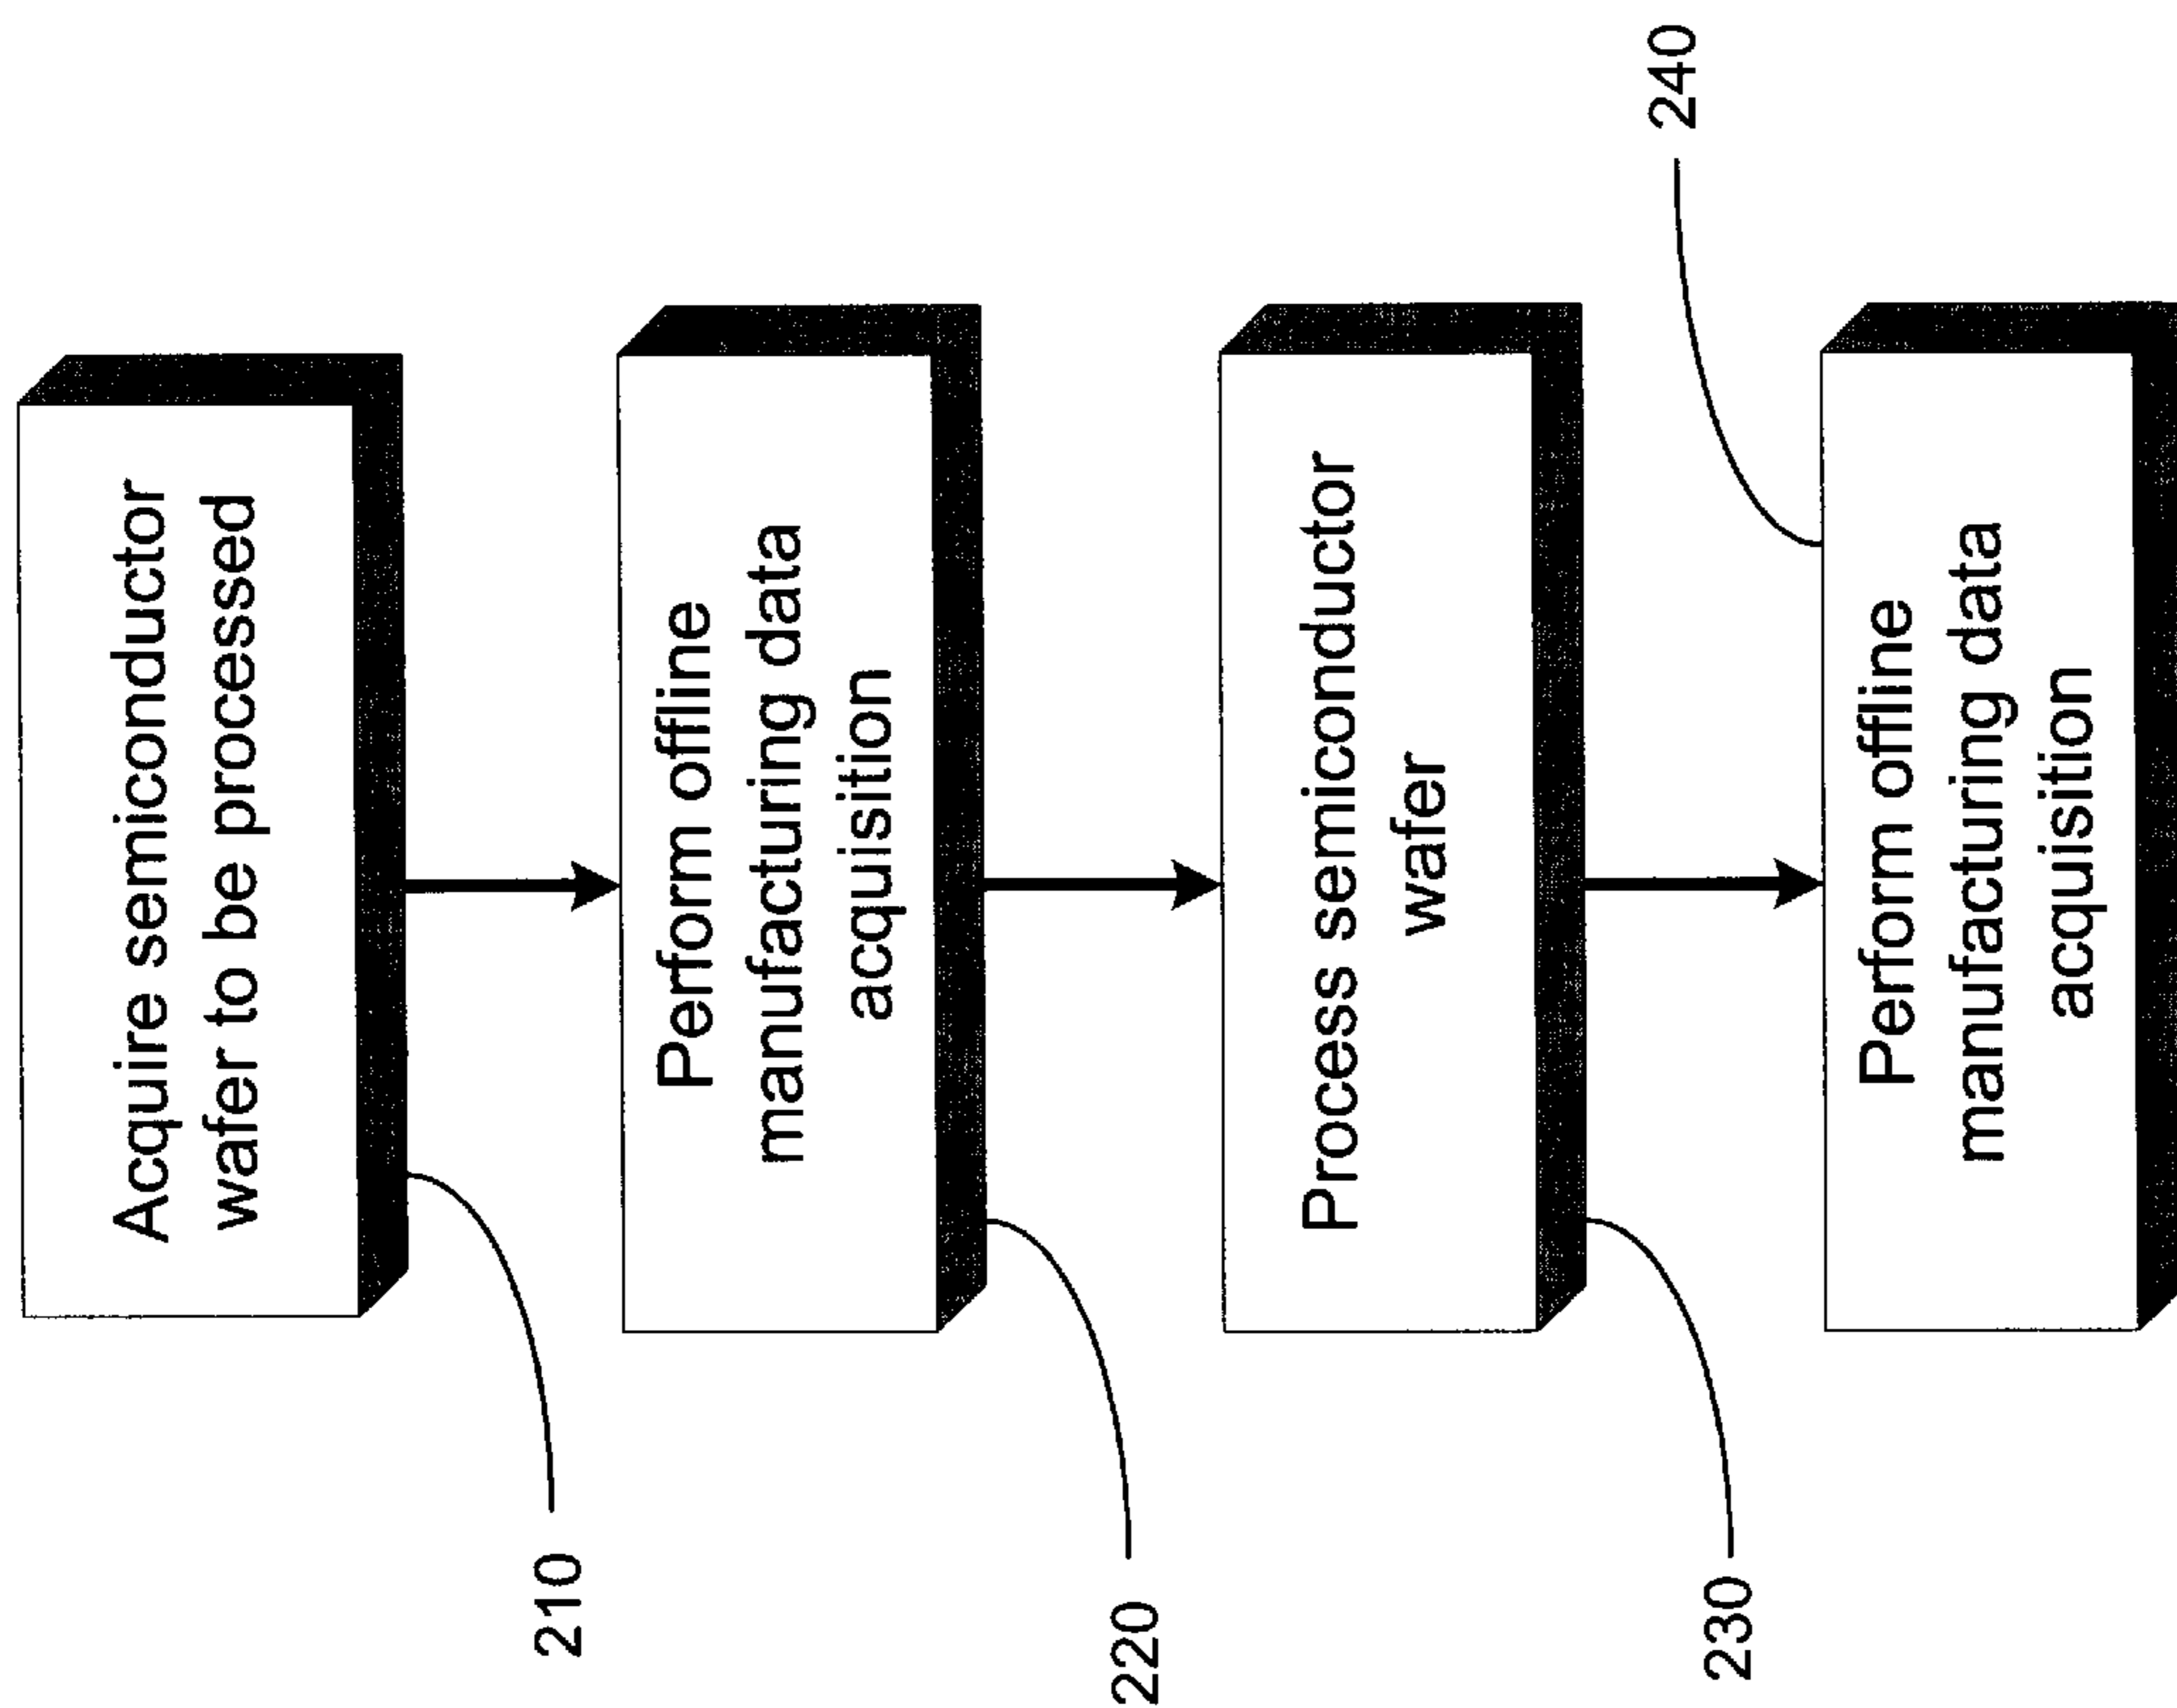 Acquire semiconductor
wafer to be processed
210
Perform offline
manufacturing data
acquisition
220
Process semiconductor
wafer
230
Perform offline
manufacturing data
acquisition
240